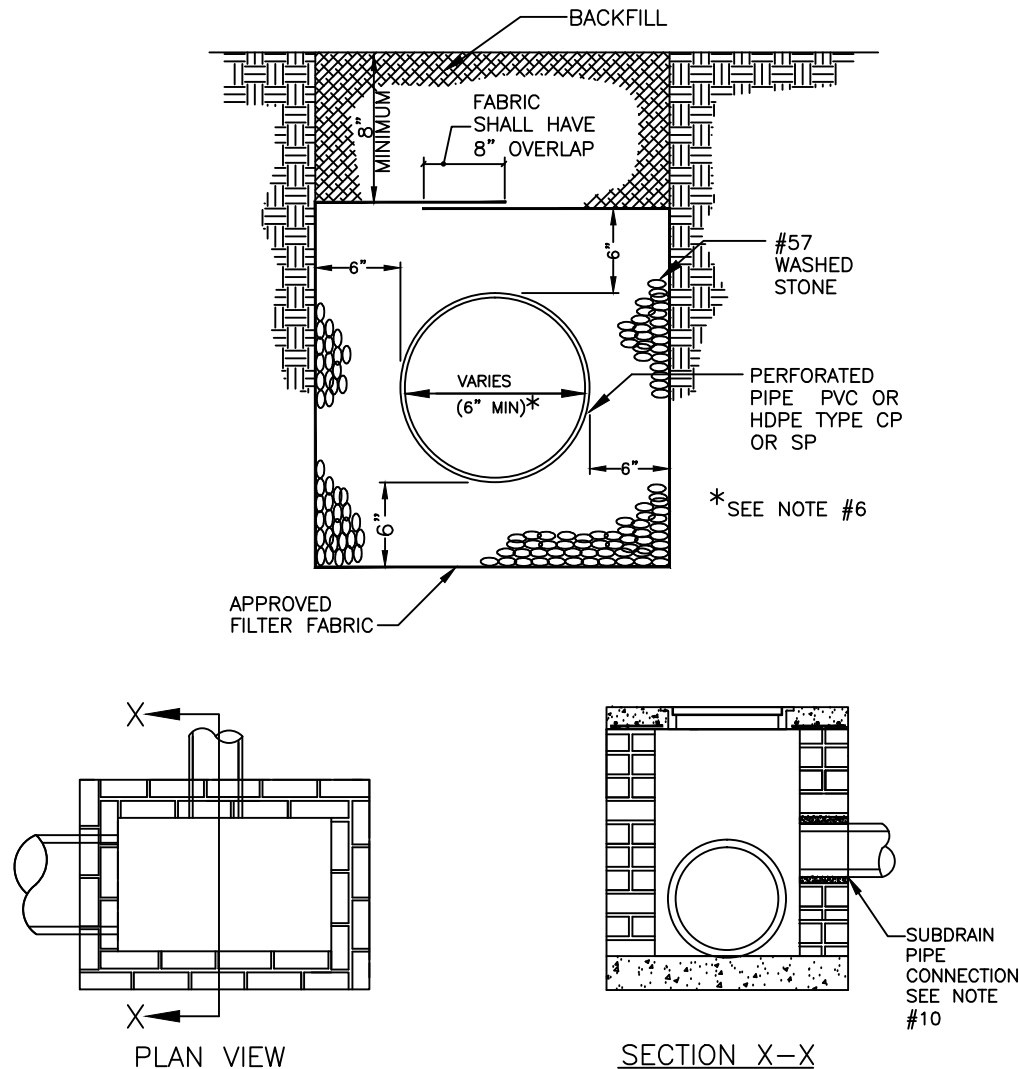 BACKFILL
8"
MINIMUM
FABRIC
SHALL HAVE
8" OVERLAP
#57
WASHED
STONE
6"
6"
VARIES
(6" MIN)*
PERFORATED
PIPE PVC OR
HDPE TYPE CP
OR SP
6"
6"
*SEE NOTE #6
APPROVED
FILTER FABRIC
X
X
PLAN VIEW
SUBDRAIN
PIPE
CONNECTION
SEE NOTE
#10
SECTION X-X